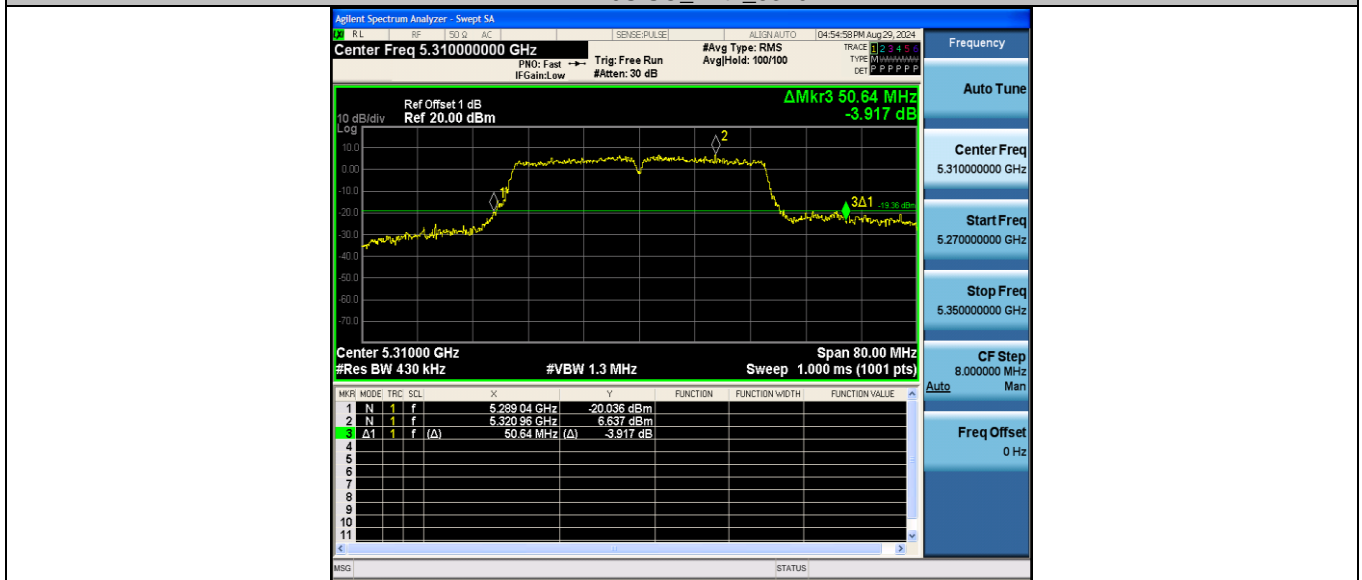 Agilent Spectrum Analyzer - Swept SA
RL RF 50 Ω AC SENSE:PULSE ALIGN AUTO 04:54:58 PM Aug 29, 2024
Center Freq 5.310000000 GHz
PNO: Fast
IFGain:Low
Trig: Free Run
#Atten: 30 dB
#Avg Type: RMS
Avg|Hold: 100/100
TRACE 1 2 3 4 5 6
TYPE M
DET P P P P P P
Frequency
ΔMkr3 50.64 MHz
-3.917 dB
Ref Offset 1 dB
10 dB/div Ref 20.00 dBm
Log
10.0
0.00
-10.0
-20.0
-30.0
-40.0
-50.0
-60.0
-70.0
1
2
3Δ1
-19.36 dBm
Center 5.31000 GHz Span 80.00 MHz
#Res BW 430 kHz #VBW 1.3 MHz Sweep 1.000 ms (1001 pts)
MKR MODE TRC SCL X Y FUNCTION FUNCTION WIDTH FUNCTION VALUE
1 N 1 f 5.289 04 GHz -20.036 dBm
2 N 1 f 5.320 96 GHz 6.637 dBm
3 Δ1 1 f (Δ) 50.64 MHz (Δ) -3.917 dB
4
5
6
7
8
9
10
11
MSG STATUS
Auto Tune
Center Freq
5.310000000 GHz
Start Freq
5.270000000 GHz
Stop Freq
5.350000000 GHz
CF Step
8.000000 MHz
Auto Man
Freq Offset
0 Hz